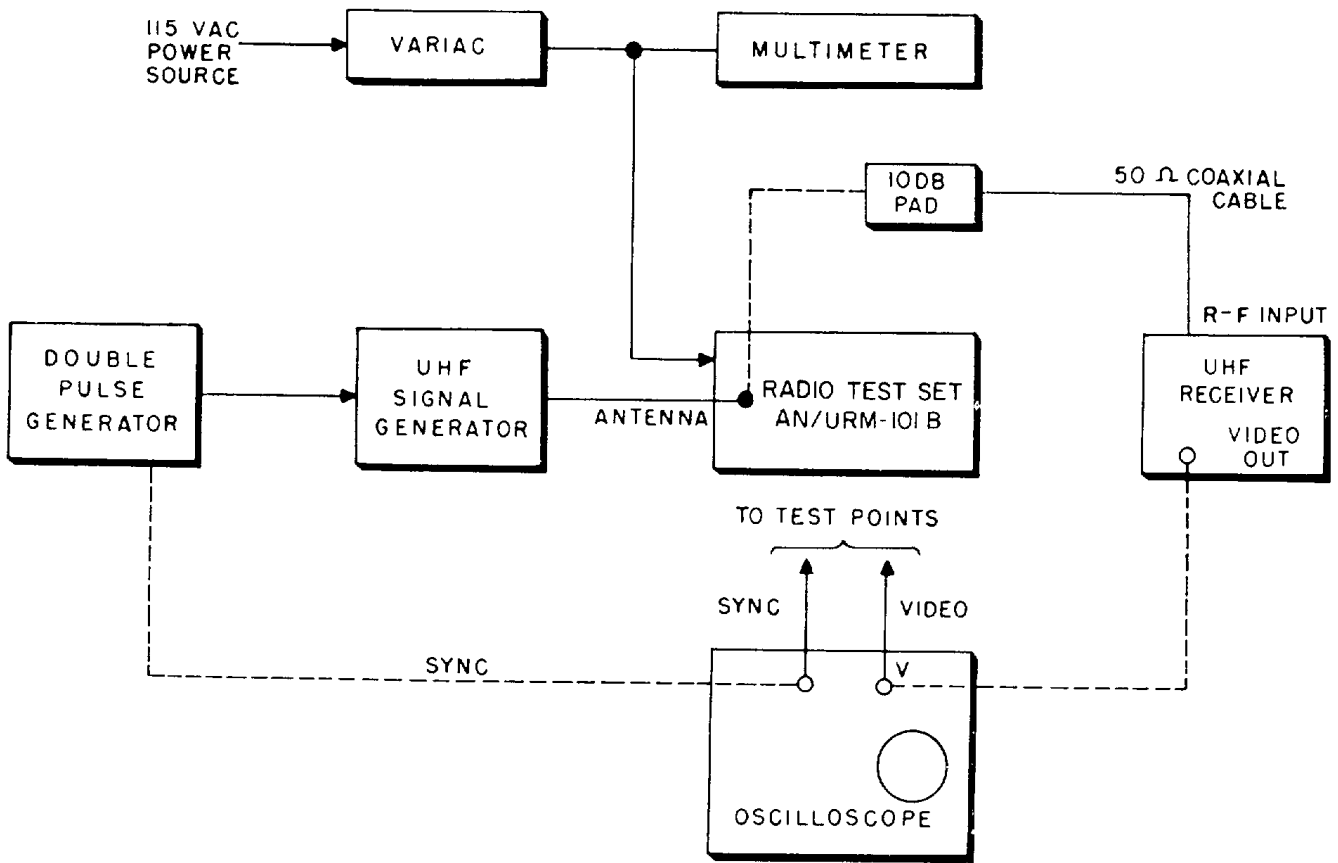 115 VAC
POWER
SOURCE
VARIAC
MULTIMETER
10DB
PAD
50 Ω COAXIAL
CABLE
R-F INPUT
DOUBLE
PULSE
GENERATOR
UHF
SIGNAL
GENERATOR
ANTENNA
RADIO TEST SET
AN/URM-101B
UHF
RECEIVER
VIDEO
OUT
TO TEST POINTS
SYNC
VIDEO
SYNC
V
OSCILLOSCOPE